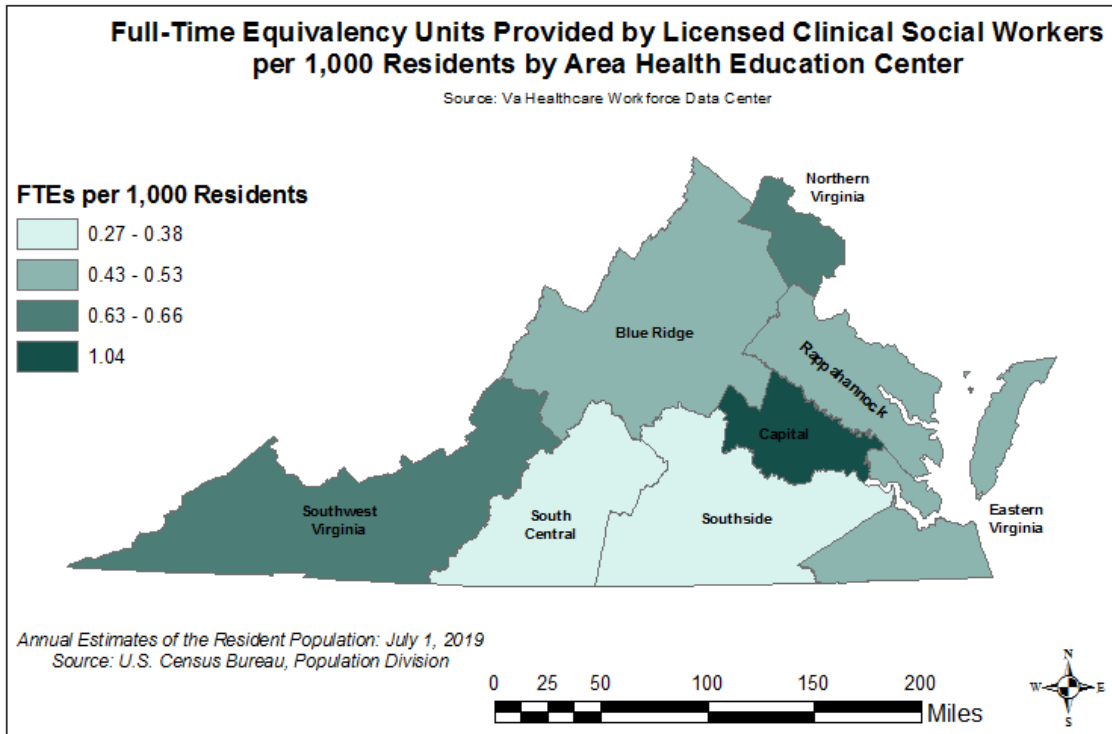 Full-Time Equivalency Units Provided by Licensed Clinical Social Workers
per 1,000 Residents by Area Health Education Center
Source: Va Healthcare Workforce Data Center
FTEs per 1,000 Residents
0.27 - 0.38
0.43 - 0.53
0.63 - 0.66
1.04
Northern
Virginia
Blue Ridge
Rappahannock
Capital
Southwest
Virginia
South
Central
Southside
Eastern
Virginia
Annual Estimates of the Resident Population: July 1, 2019
Source: U.S. Census Bureau, Population Division
0 25 50 100 150 200
Miles
N
W E
S